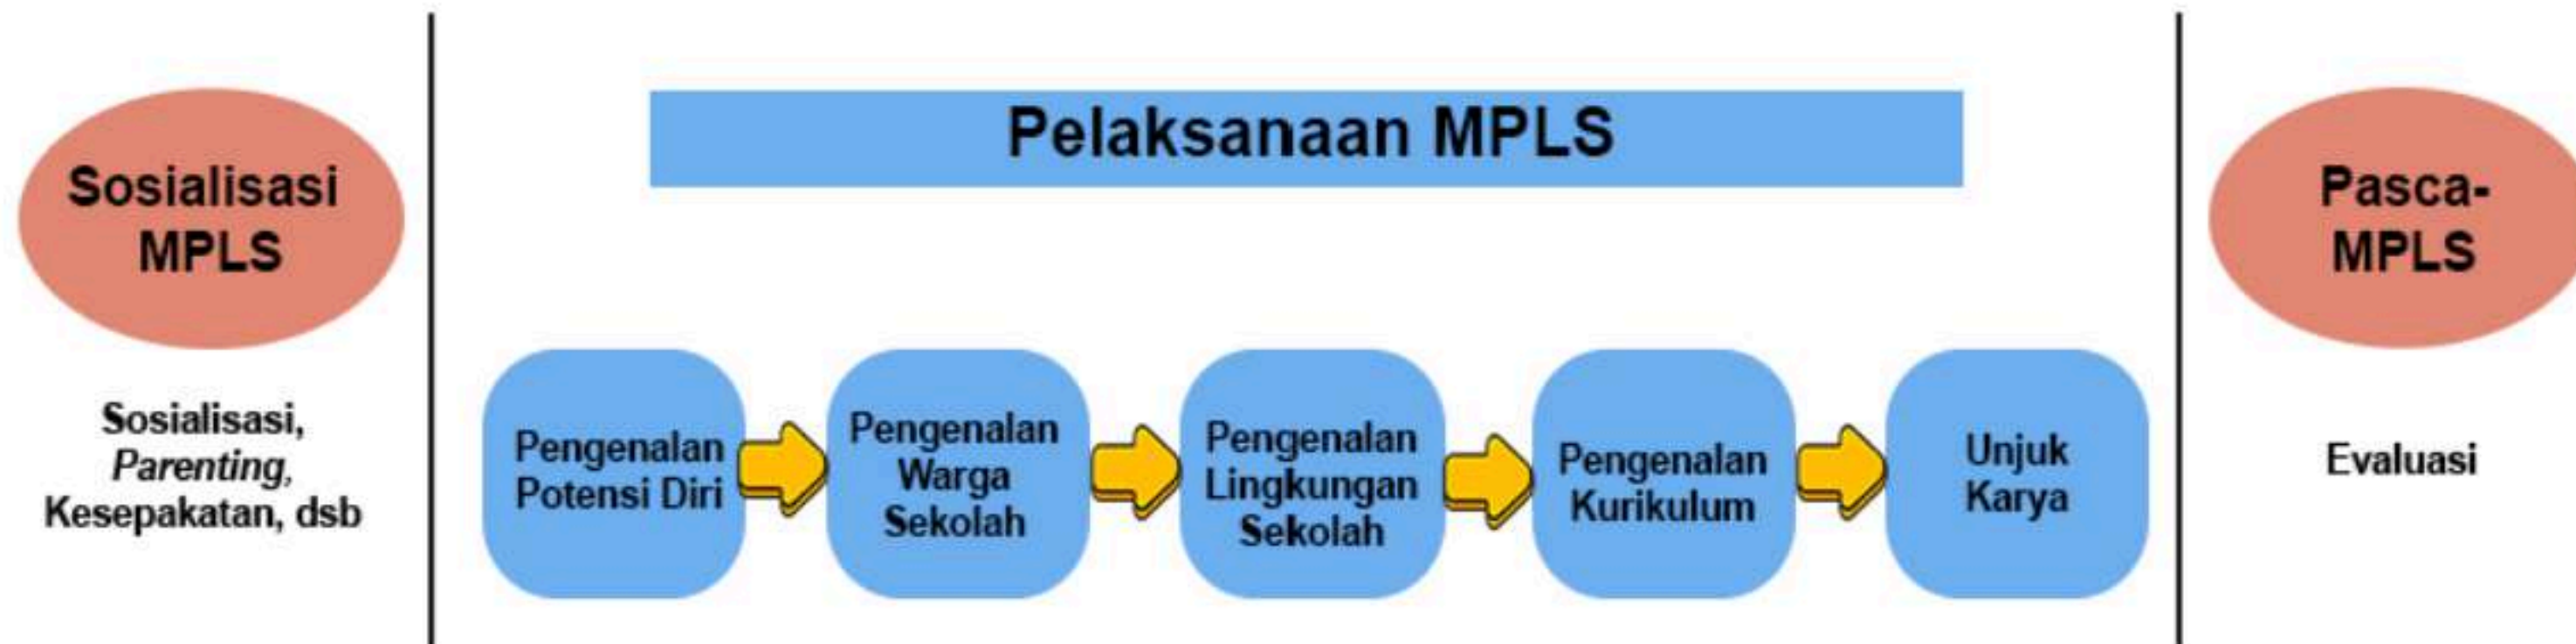 Sosialisasi
MPLS
Sosialisasi,
Parenting,
Kesepakatan, dsb
Pelaksanaan MPLS
Pengenalan
Potensi Diri
Pengenalan
Warga
Sekolah
Pengenalan
Lingkungan
Sekolah
Pengenalan
Kurikulum
Unjuk
Karya
Pasca-
MPLS
Evaluasi